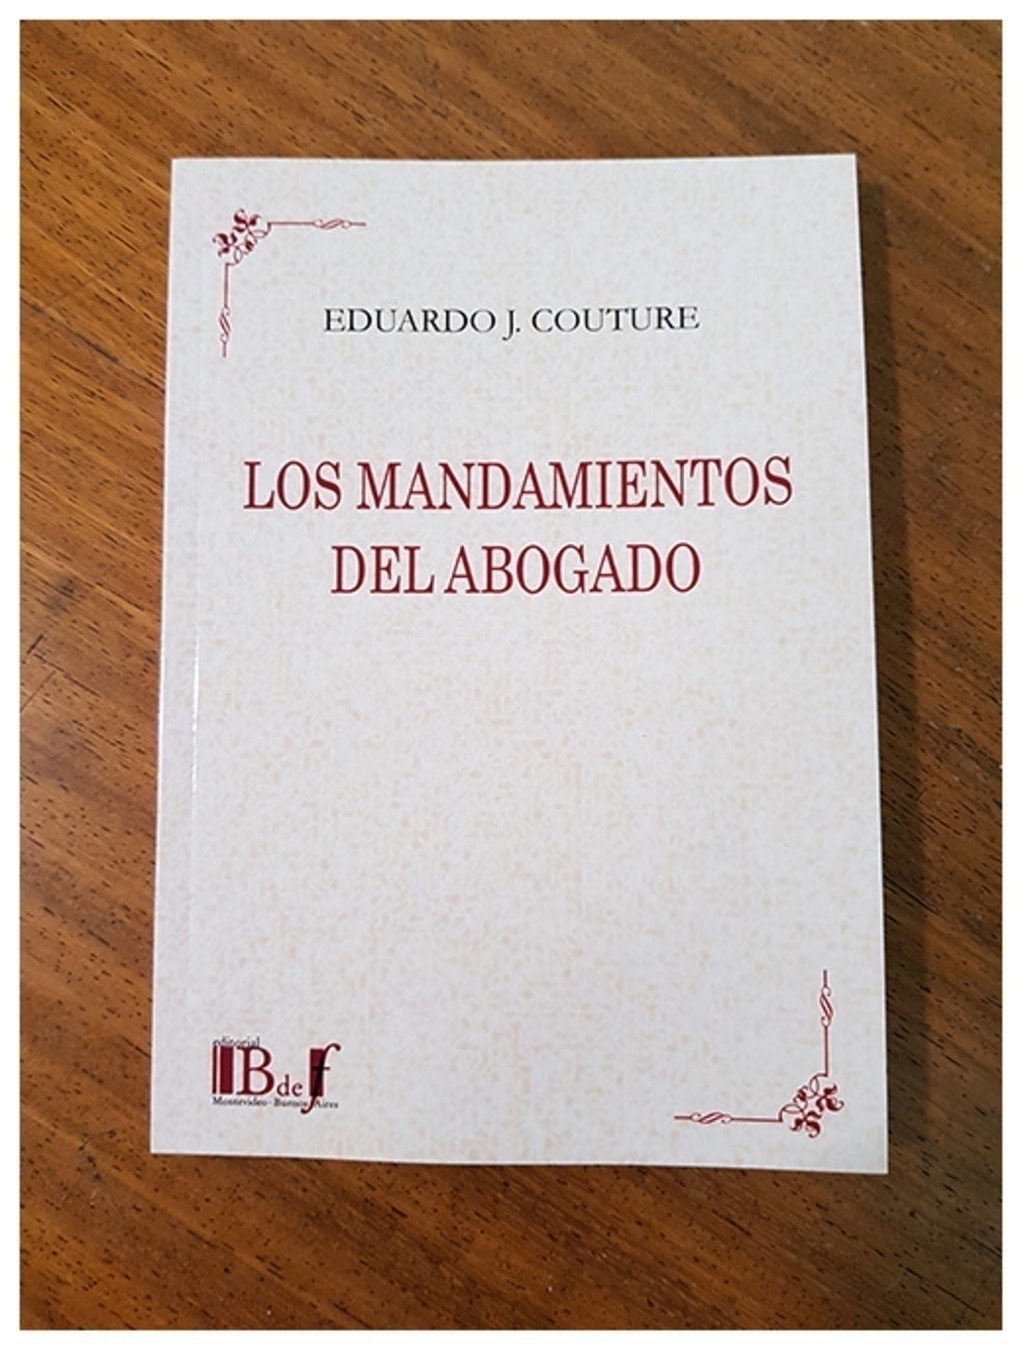 EDUARDO J. COUTURE
LOS MANDAMIENTOS
DEL ABOGADO
editorial
B de f
Montevideo - Buenos Aires